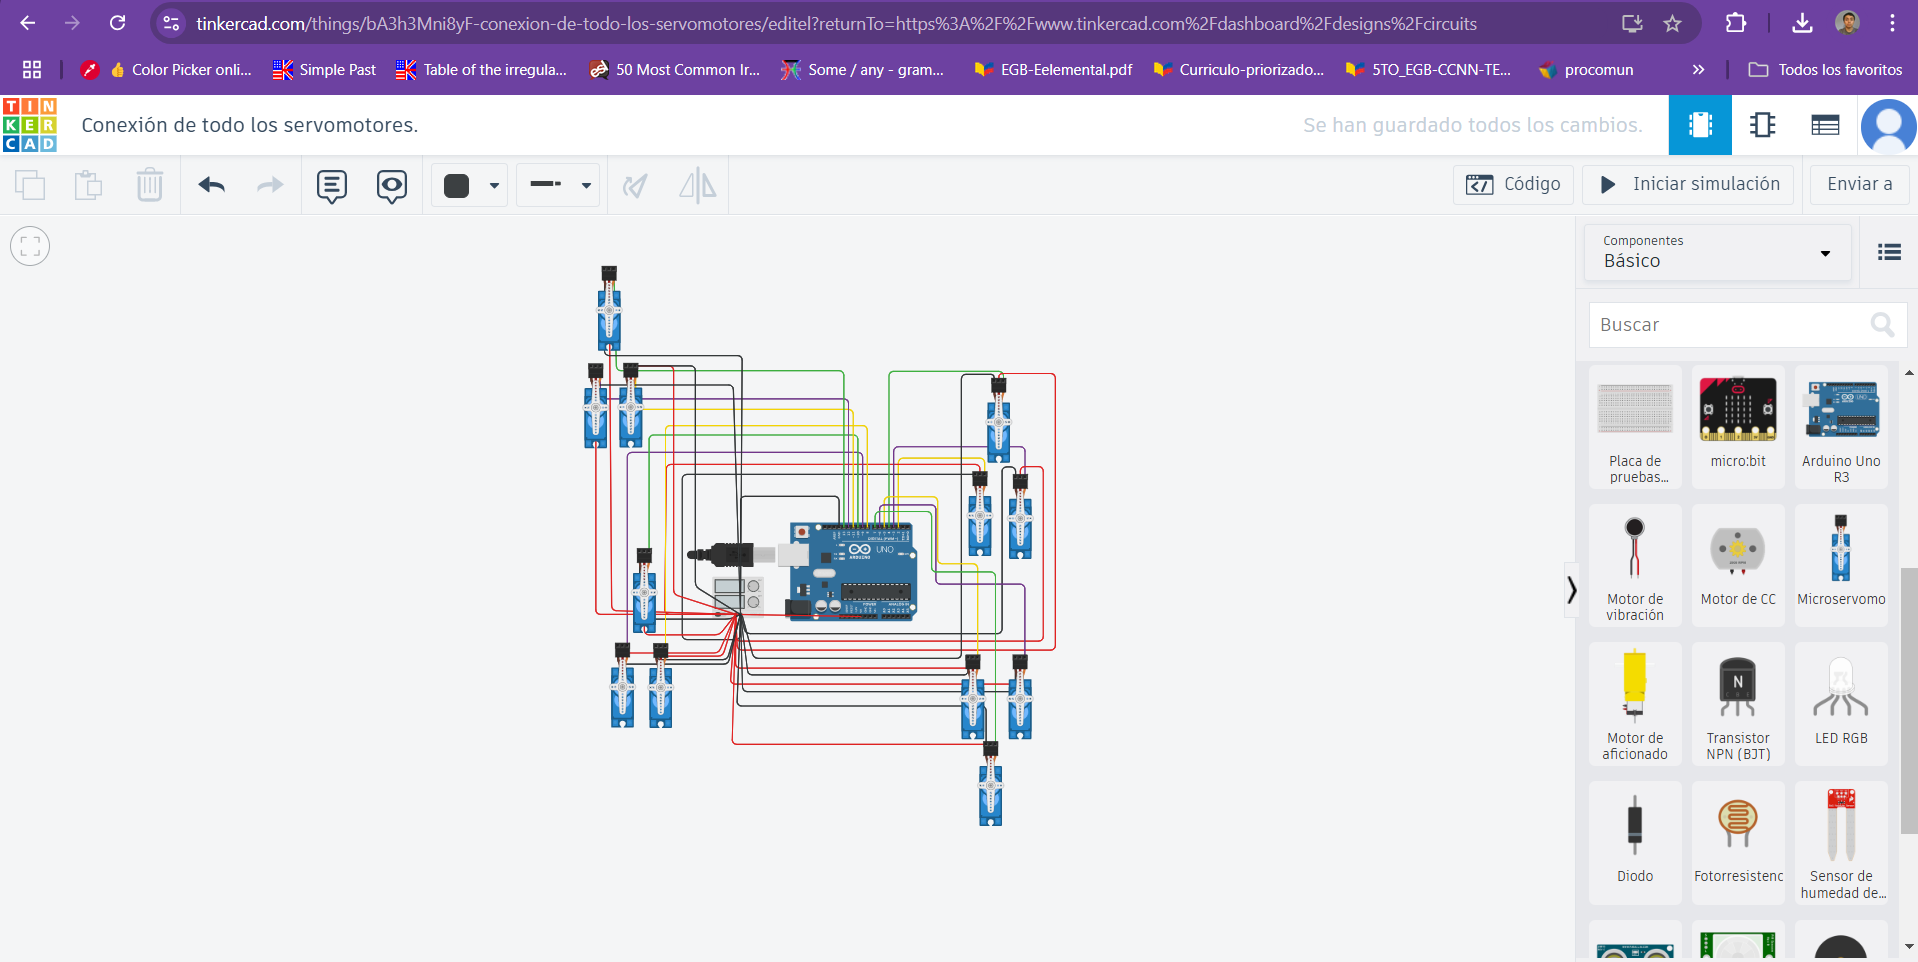 tinkercad.com/things/bA3h3Mni8yF-conexion-de-todo-los-servomotores/editel?returnTo=https%3A%2F%2Fwww.tinkercad.com%2Fdashboard%2Fdesigns%2Fcircuits
Color Picker onli...
Simple Past
Table of the irregula...
50 Most Common Ir...
Some / any - gram...
EGB-Eelemental.pdf
Curriculo-priorizado...
5TO_EGB-CCNN-TE...
procomun
»
Todos los favoritos
TIN
KER
CAD
Conexión de todo los servomotores.
Se han guardado todos los cambios.
Código
Iniciar simulación
Enviar a
Componentes
Básico
Buscar
Placa de
pruebas...
micro:bit
Arduino Uno
R3
Motor de
vibración
Motor de CC
Microservomo
Motor de
aficionado
Transistor
NPN (BJT)
LED RGB
Diodo
Fotorresistenc
Sensor de
humedad de...
UNO
N